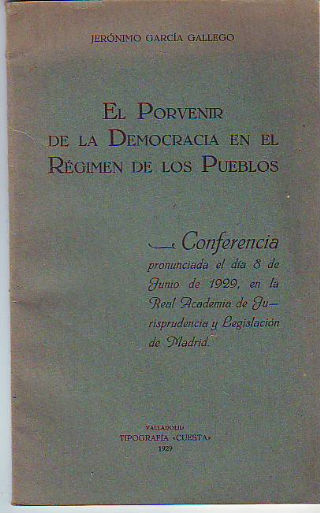 JERÓNIMO GARCÍA GALLEGO
EL PORVENIR
DE LA DEMOCRACIA EN EL
RÉGIMEN DE LOS PUEBLOS
Conferencia
pronunciada el día 8 de
Junio de 1929, en la
Real Academia de Ju-
risprudencia y Legislación
de Madrid.
VALLADOLID
TIPOGRAFÍA «CUESTA»
1929